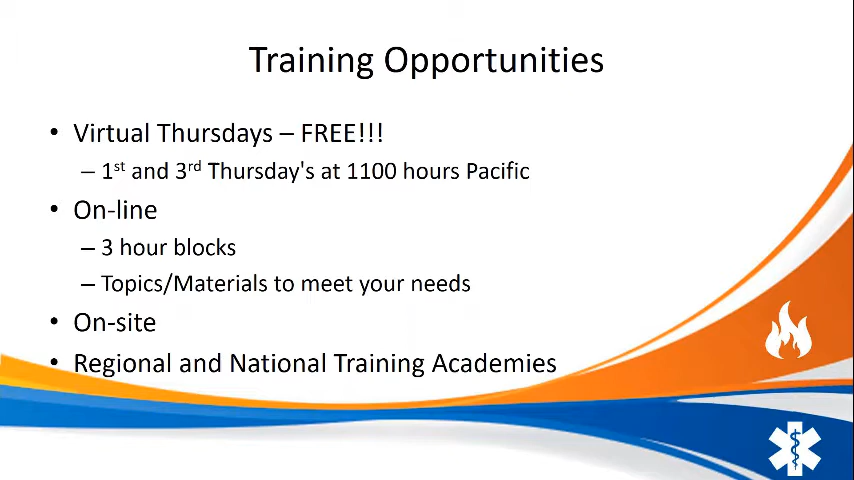 Training Opportunities
• Virtual Thursdays – FREE!!!
– 1st and 3rd Thursday's at 1100 hours Pacific
• On-line
– 3 hour blocks
– Topics/Materials to meet your needs
• On-site
• Regional and National Training Academies